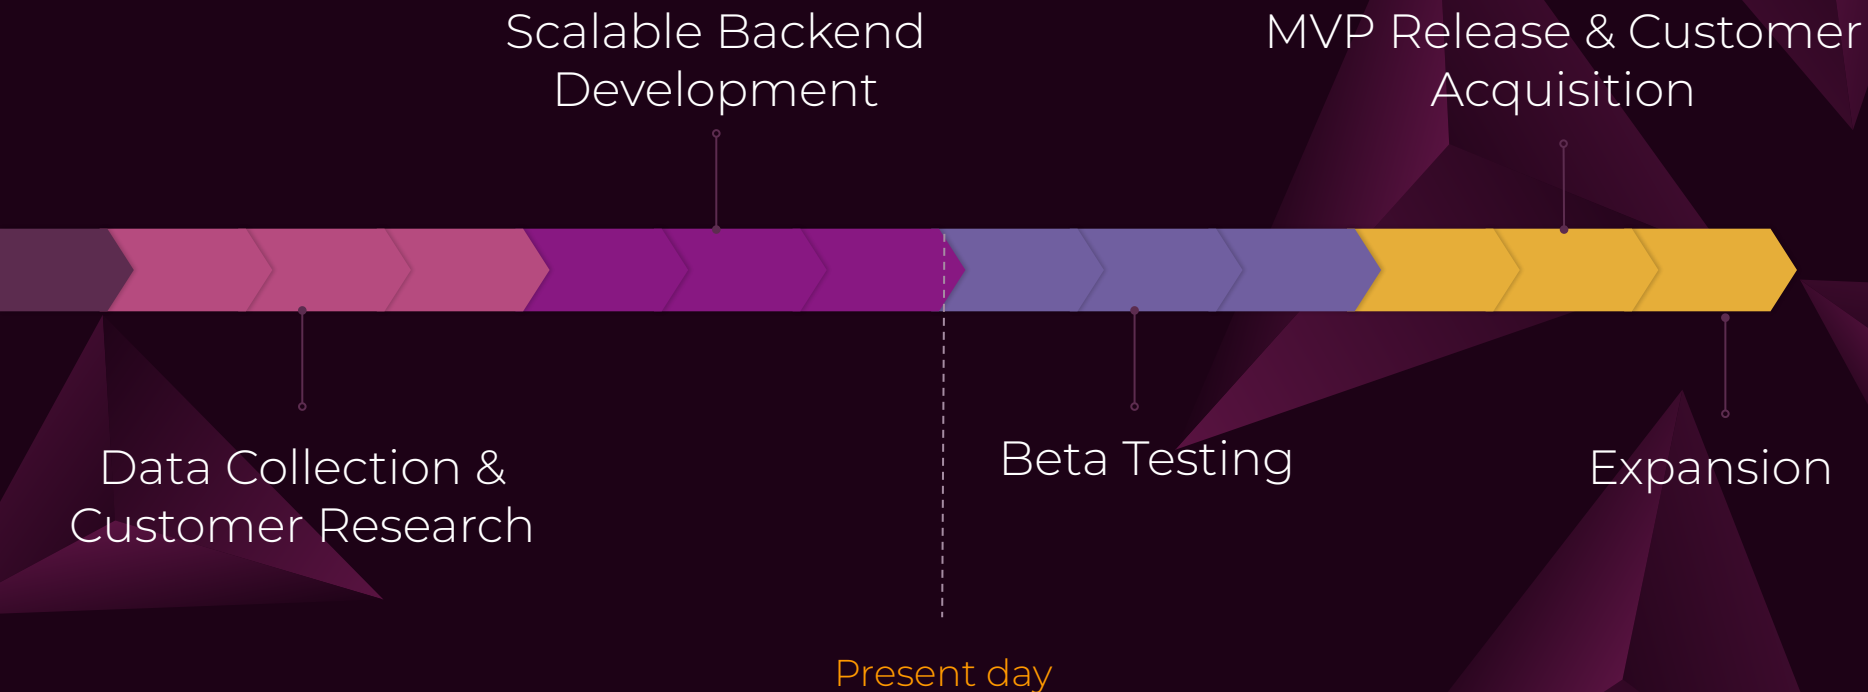 Scalable Backend
Development
MVP Release & Customer
Acquisition
Data Collection &
Customer Research
Beta Testing
Expansion
Present day